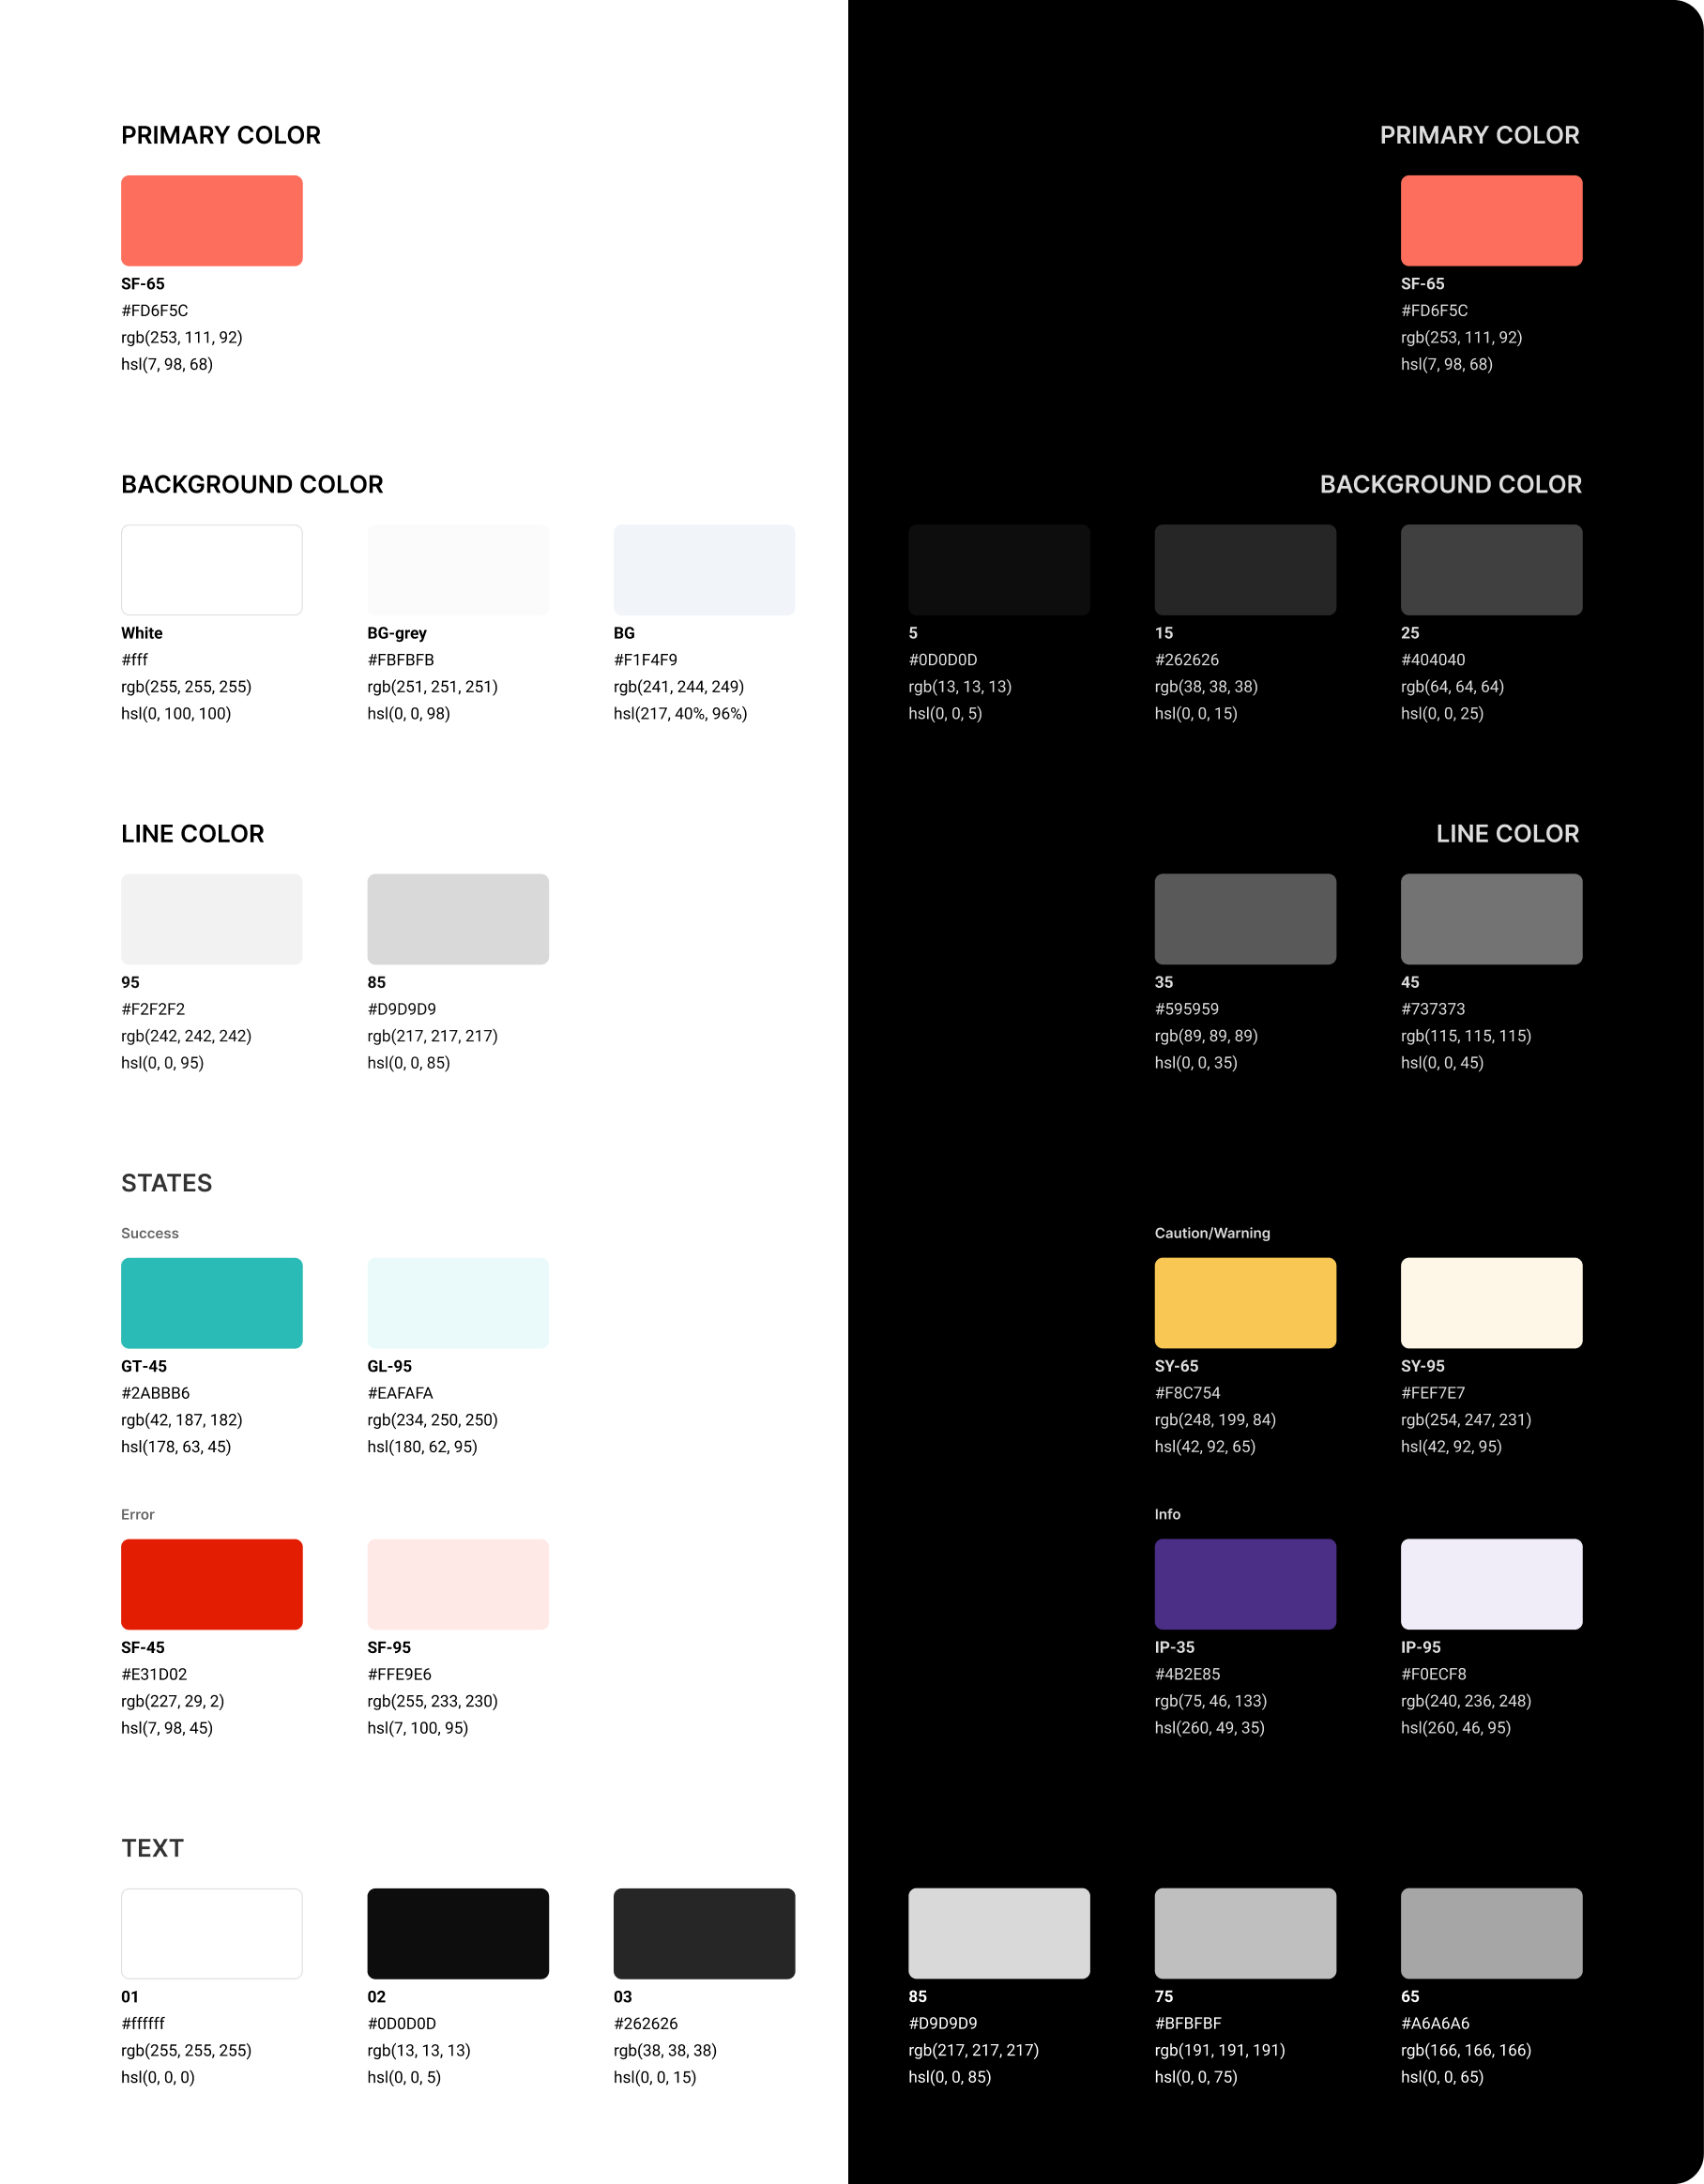 PRIMARY COLOR
SF-65
#FD6F5C
rgb(253, 111, 92)
hsl(7, 98, 68)
BACKGROUND COLOR
White
#fff
rgb(255, 255, 255)
hsl(0, 100, 100)
BG-grey
#FBFBFB
rgb(251, 251, 251)
hsl(0, 0, 98)
BG
#F1F4F9
rgb(241, 244, 249)
hsl(217, 40%, 96%)
LINE COLOR
95
#F2F2F2
rgb(242, 242, 242)
hsl(0, 0, 95)
85
#D9D9D9
rgb(217, 217, 217)
hsl(0, 0, 85)
STATES
Success
GT-45
#2ABBB6
rgb(42, 187, 182)
hsl(178, 63, 45)
GL-95
#EAFAFA
rgb(234, 250, 250)
hsl(180, 62, 95)
Error
SF-45
#E31D02
rgb(227, 29, 2)
hsl(7, 98, 45)
SF-95
#FFE9E6
rgb(255, 233, 230)
hsl(7, 100, 95)
TEXT
01
#ffffff
rgb(255, 255, 255)
hsl(0, 0, 0)
02
#0D0D0D
rgb(13, 13, 13)
hsl(0, 0, 5)
03
#262626
rgb(38, 38, 38)
hsl(0, 0, 15)
PRIMARY COLOR
SF-65
#FD6F5C
rgb(253, 111, 92)
hsl(7, 98, 68)
BACKGROUND COLOR
5
#0D0D0D
rgb(13, 13, 13)
hsl(0, 0, 5)
15
#262626
rgb(38, 38, 38)
hsl(0, 0, 15)
25
#404040
rgb(64, 64, 64)
hsl(0, 0, 25)
LINE COLOR
35
#595959
rgb(89, 89, 89)
hsl(0, 0, 35)
45
#737373
rgb(115, 115, 115)
hsl(0, 0, 45)
Caution/Warning
SY-65
#F8C754
rgb(248, 199, 84)
hsl(42, 92, 65)
SY-95
#FEF7E7
rgb(254, 247, 231)
hsl(42, 92, 95)
Info
IP-35
#4B2E85
rgb(75, 46, 133)
hsl(260, 49, 35)
IP-95
#F0ECF8
rgb(240, 236, 248)
hsl(260, 46, 95)
85
#D9D9D9
rgb(217, 217, 217)
hsl(0, 0, 85)
75
#BFBFBF
rgb(191, 191, 191)
hsl(0, 0, 75)
65
#A6A6A6
rgb(166, 166, 166)
hsl(0, 0, 65)